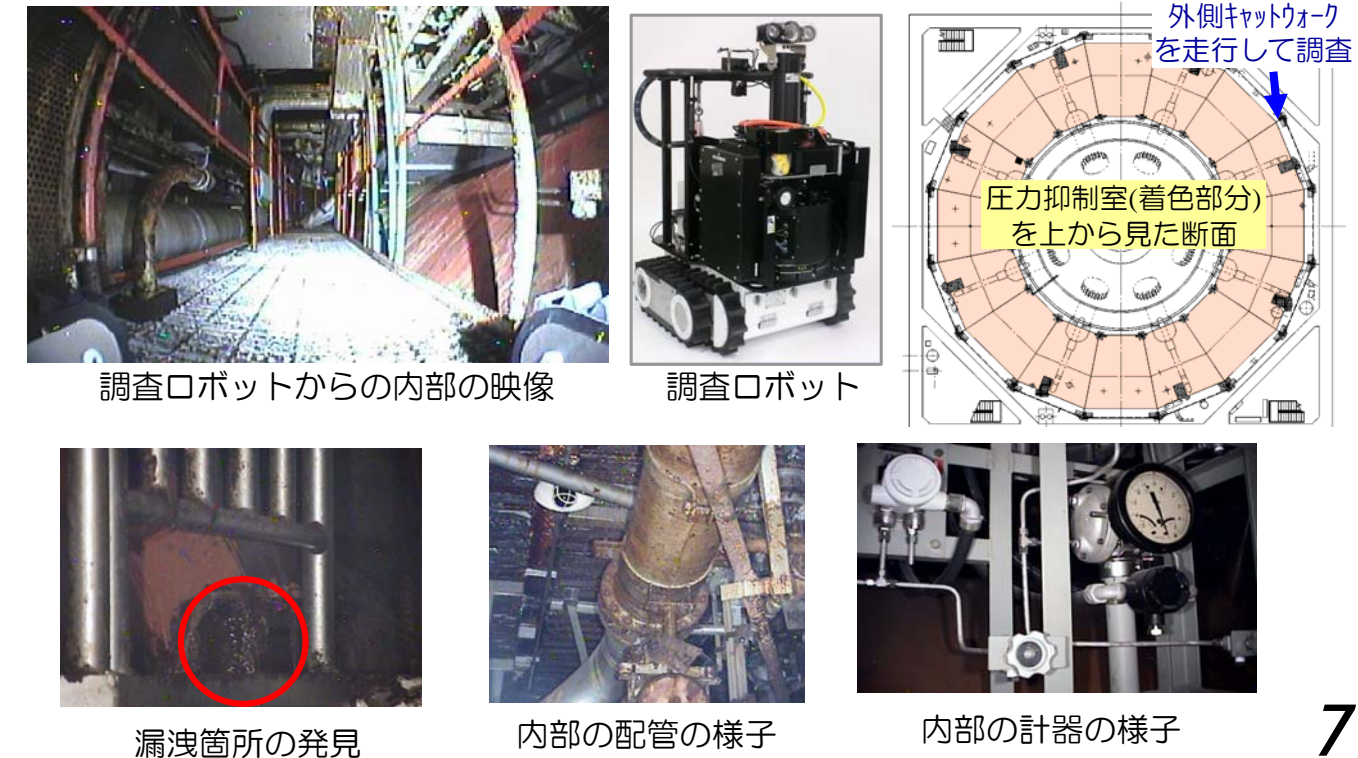 外側ｷｬｯﾄｳｫｰｸ
を走行して調査
圧力抑制室(着色部分)
を上から見た断面
調査ロボットからの内部の映像
調査ロボット
漏洩箇所の発見
内部の配管の様子
内部の計器の様子
7